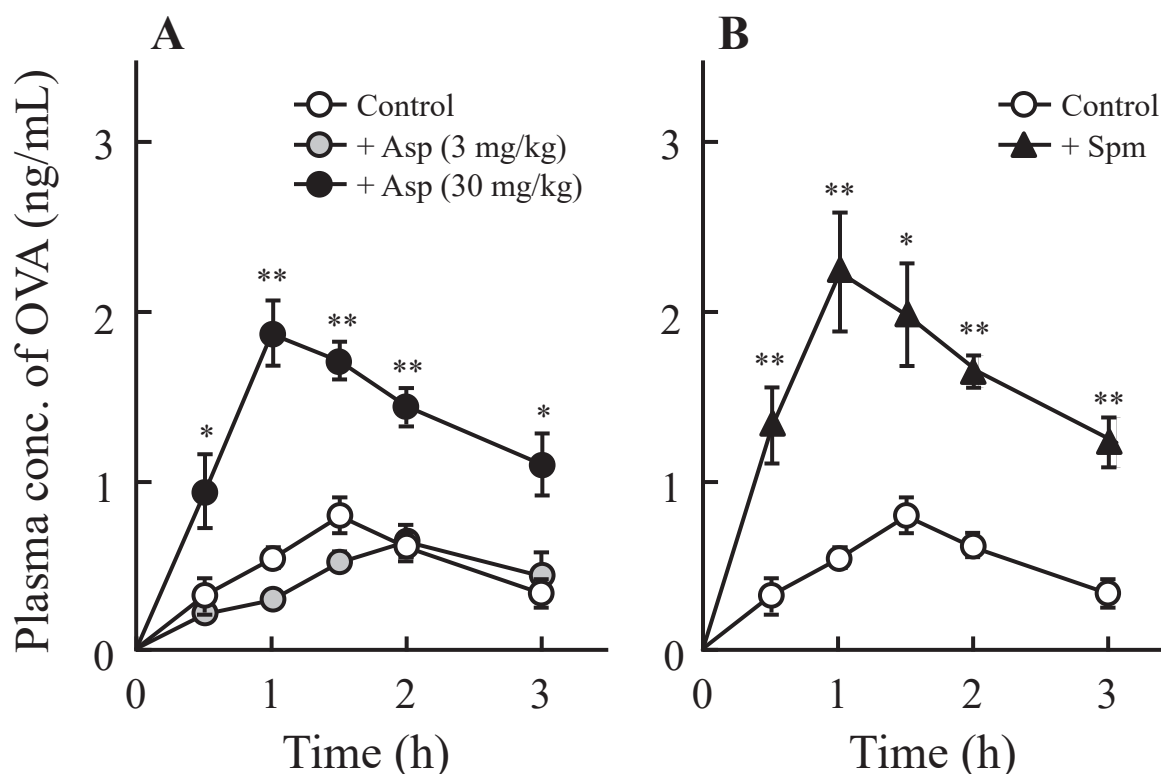 A
Plasma conc. of OVA (ng/mL)
Control
+ Asp (3 mg/kg)
+ Asp (30 mg/kg)
3
2
1
0
*
**
**
**
*
0 1 2 3
Time (h)
B
Control
+ Spm
3
2
1
0
**
**
*
**
**
0 1 2 3
Time (h)